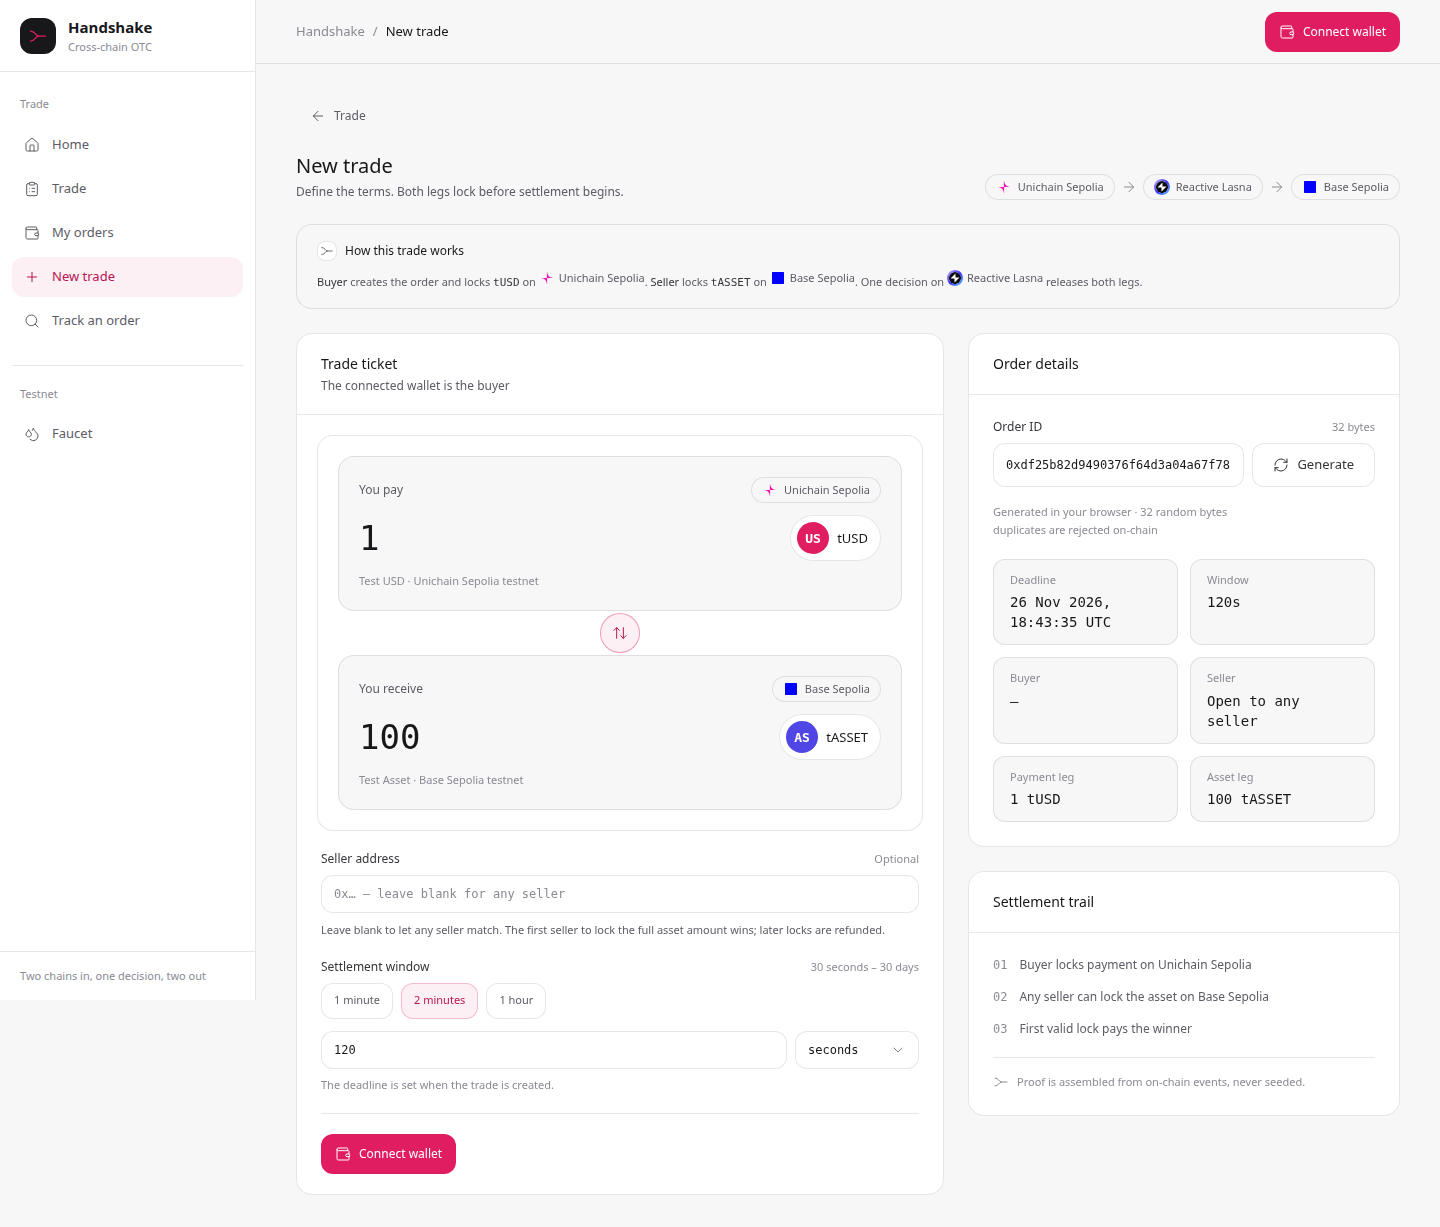 Handshake
Cross-chain OTC
Trade
Home
Trade
My orders
New trade
Track an order
Testnet
Faucet
Two chains in, one decision, two out
Handshake / New trade
Connect wallet
Trade
New trade
Define the terms. Both legs lock before settlement begins.
Unichain Sepolia
Reactive Lasna
Base Sepolia
How this trade works
Buyer creates the order and locks tUSD on Unichain Sepolia. Seller locks tASSET on Base Sepolia. One decision on Reactive Lasna releases both legs.
Trade ticket
The connected wallet is the buyer
You pay
Unichain Sepolia
1
US tUSD
Test USD · Unichain Sepolia testnet
You receive
Base Sepolia
100
AS tASSET
Test Asset · Base Sepolia testnet
Seller address
Optional
0x… — leave blank for any seller
Leave blank to let any seller match. The first seller to lock the full asset amount wins; later locks are refunded.
Settlement window
30 seconds – 30 days
1 minute
2 minutes
1 hour
120
seconds
The deadline is set when the trade is created.
Connect wallet
Order details
Order ID
32 bytes
0xdf25b82d9490376f64d3a04a67f78
Generate
Generated in your browser · 32 random bytes
duplicates are rejected on-chain
Deadline
26 Nov 2026,
18:43:35 UTC
Window
120s
Buyer
—
Seller
Open to any
seller
Payment leg
1 tUSD
Asset leg
100 tASSET
Settlement trail
01 Buyer locks payment on Unichain Sepolia
02 Any seller can lock the asset on Base Sepolia
03 First valid lock pays the winner
Proof is assembled from on-chain events, never seeded.